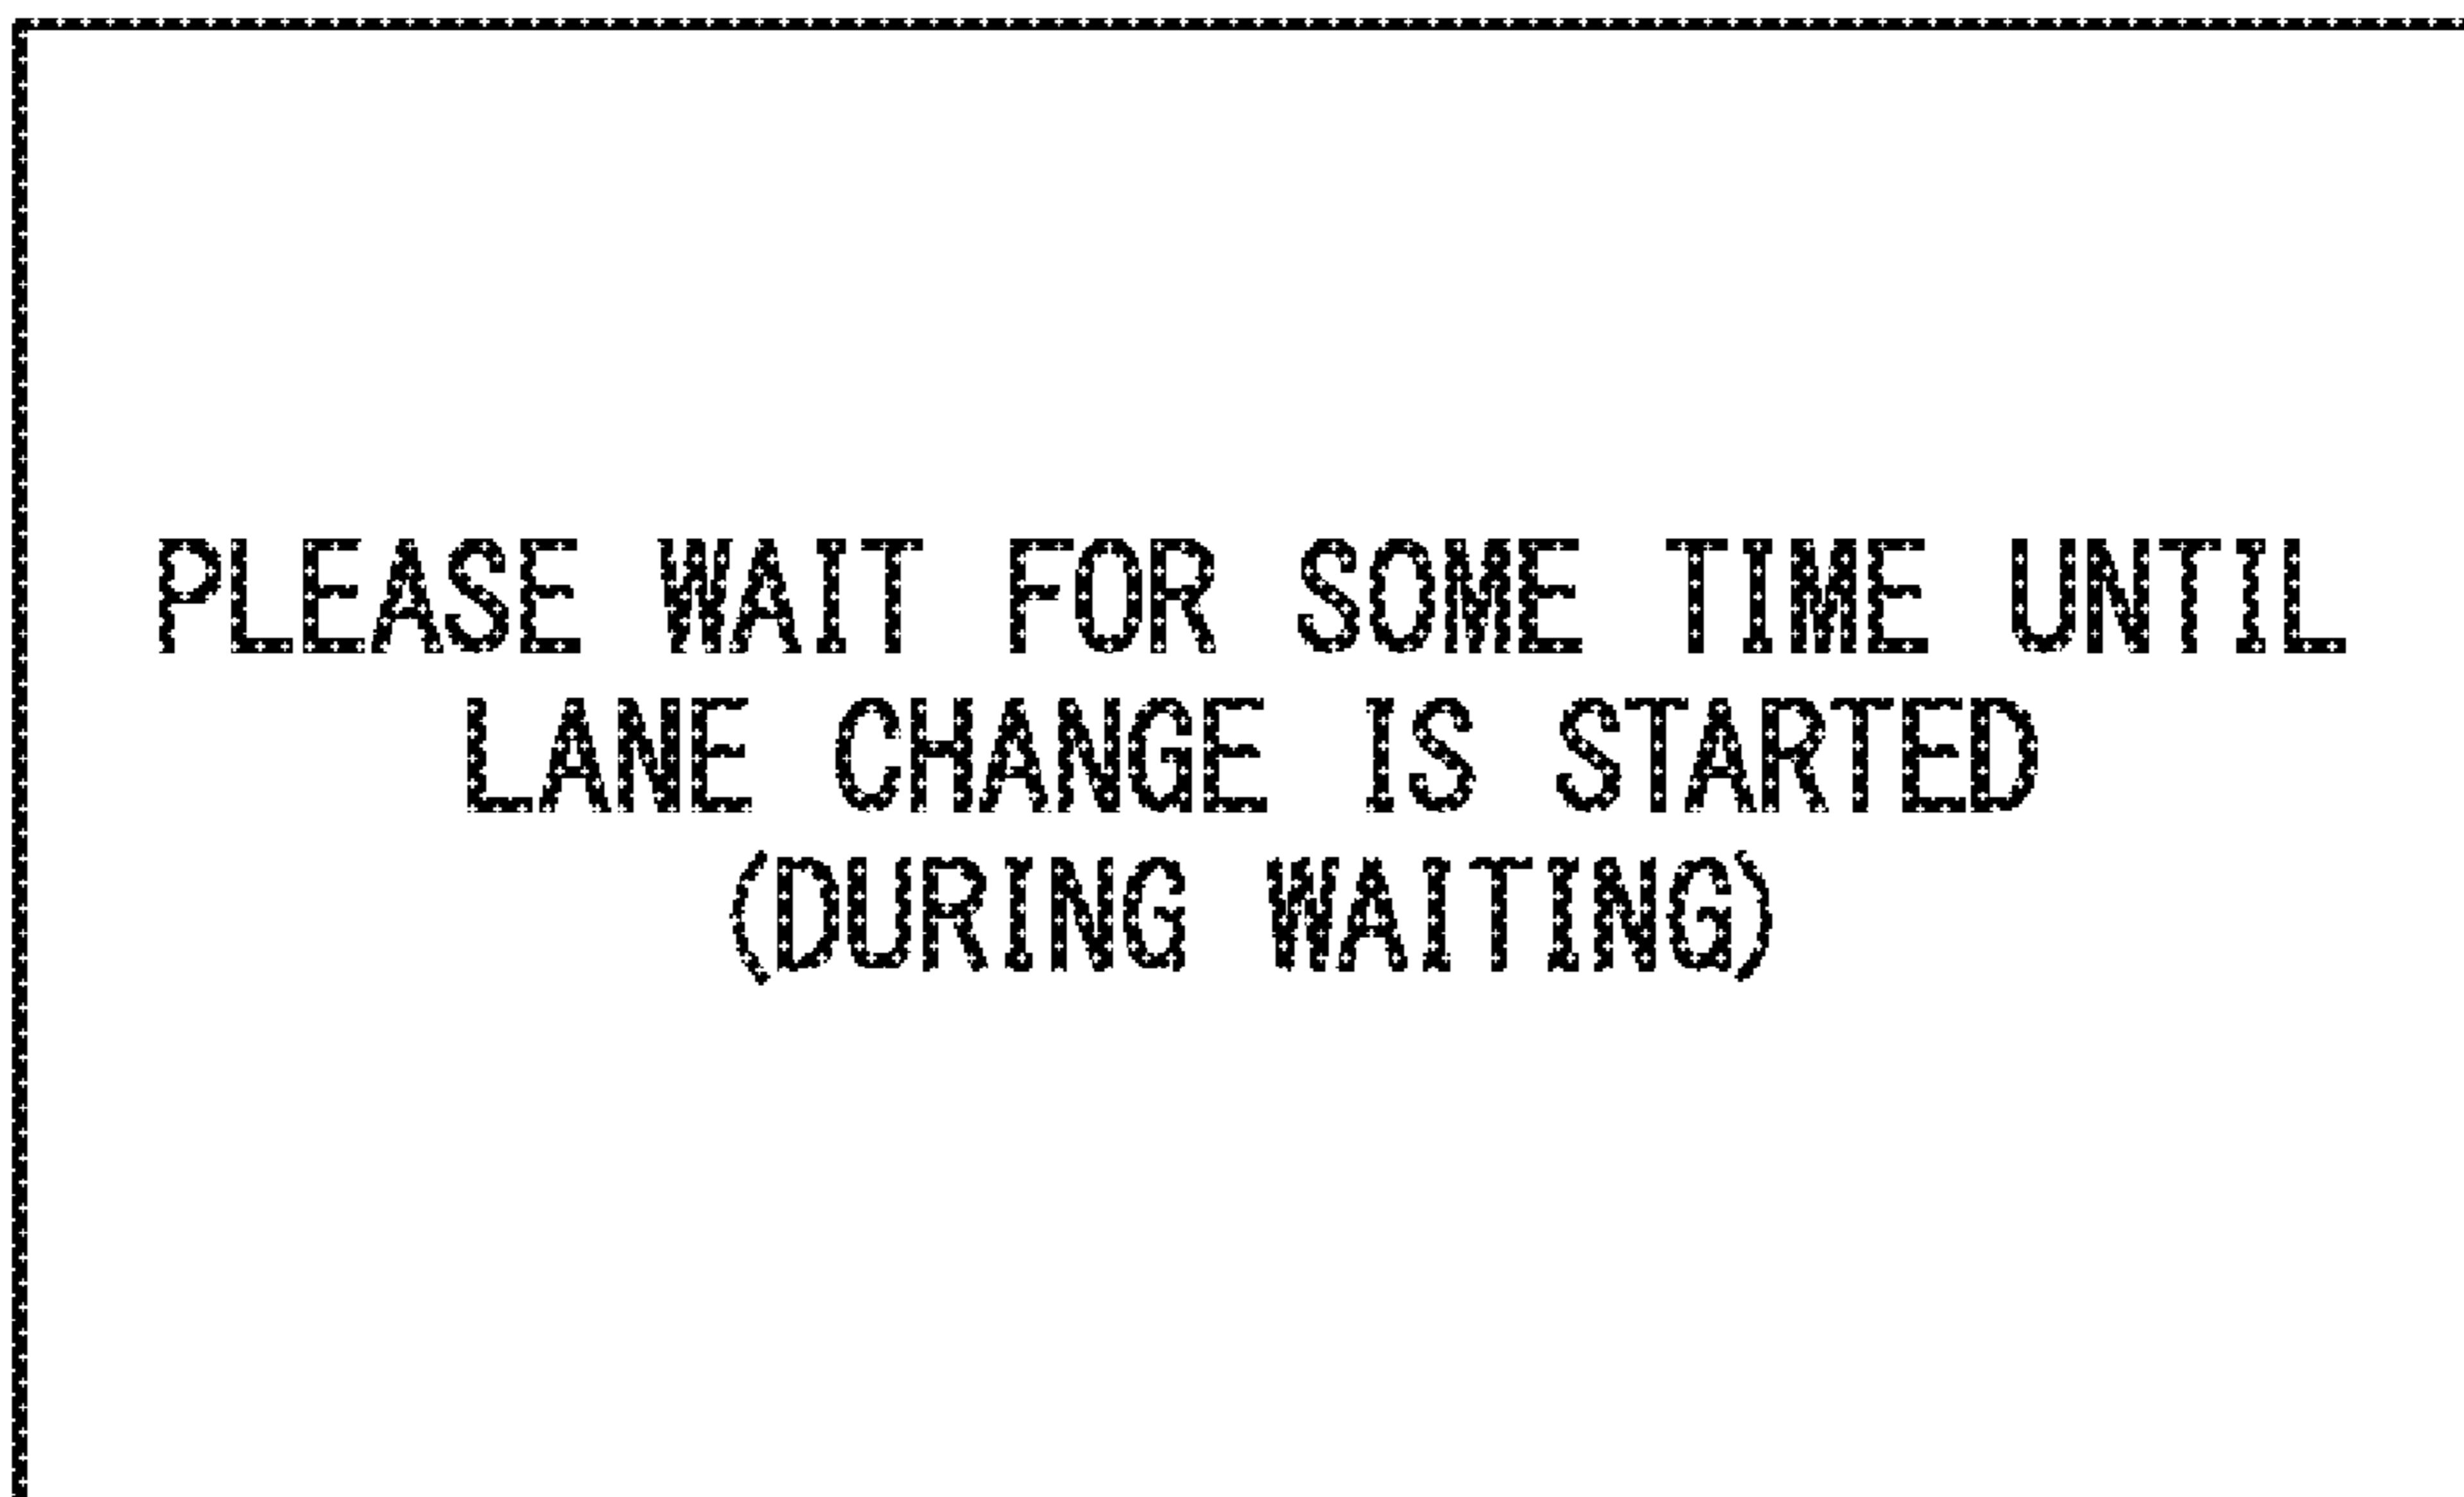 PLEASE WAIT FOR SOME TIME UNTIL
LANE CHANGE IS STARTED
(DURING WAITING)